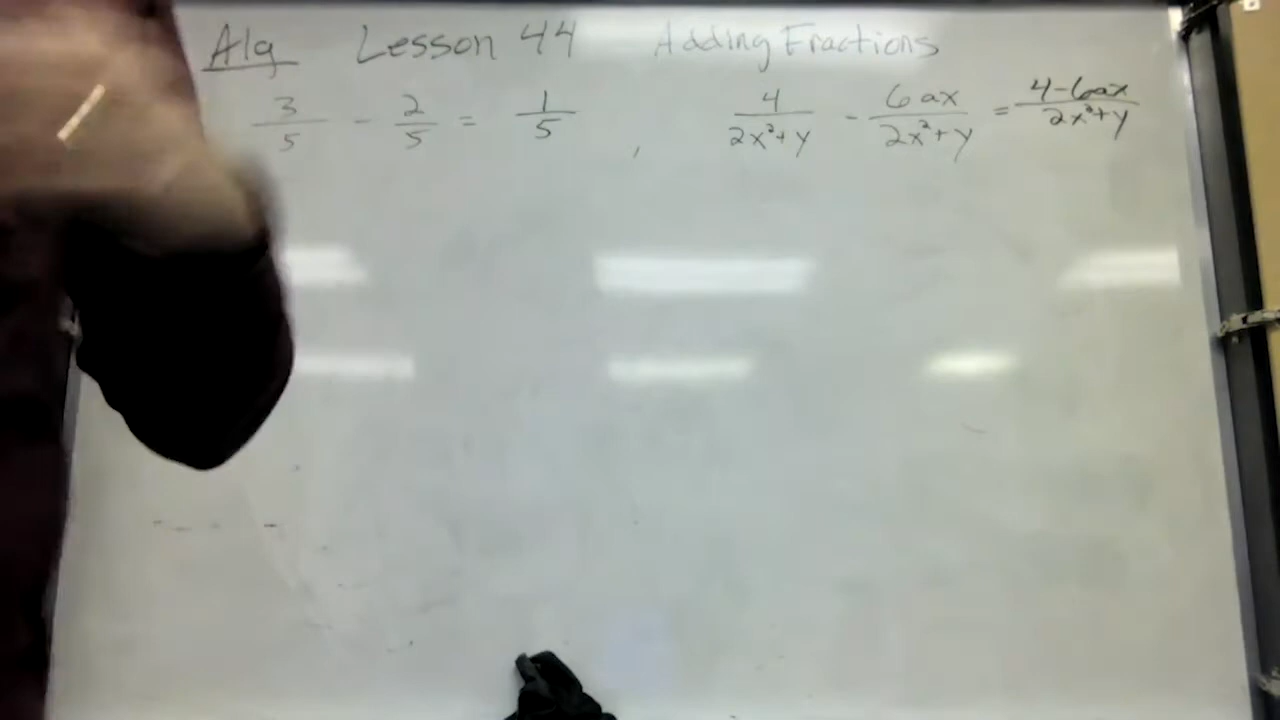 Alg Lesson 44 Adding Fractions
3/5 - 2/5 = 1/5 , 4/(2x²+y) - 6ax/(2x²+y) = (4-6ax)/(2x²+y)